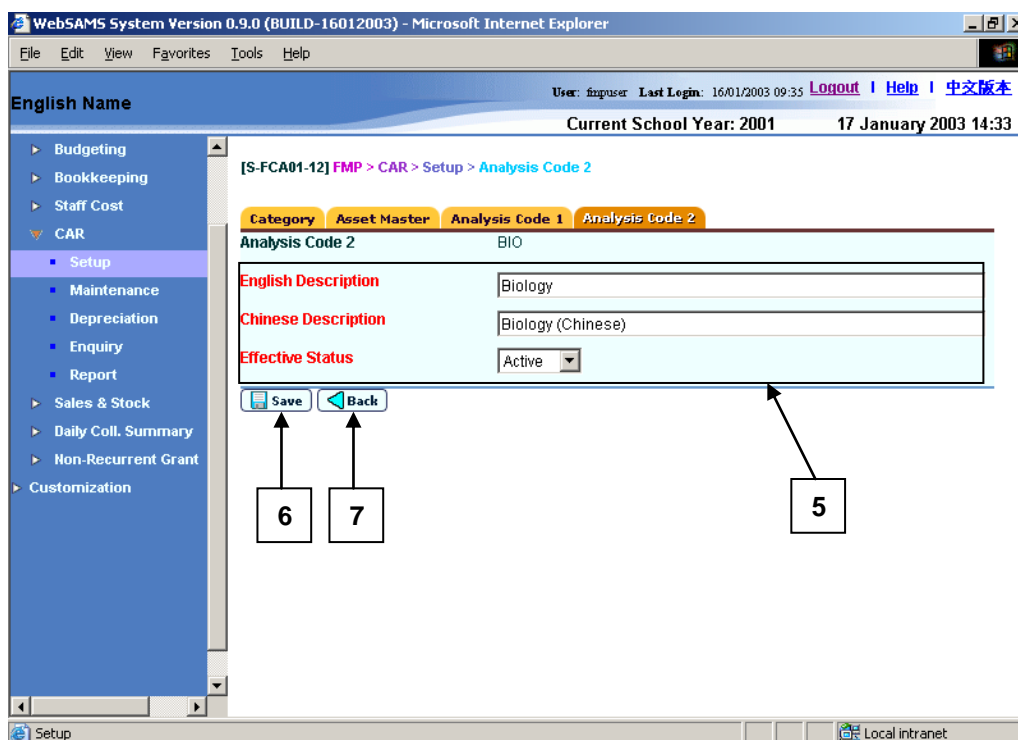 WebSAMS System Version 0.9.0 (BUILD-16012003) - Microsoft Internet Explorer
File Edit View Favorites Tools Help
English Name
User: fmpuser Last Login: 16/01/2003 09:35 Logout | Help | 中文版本
Current School Year: 2001 17 January 2003 14:33
Budgeting
Bookkeeping
Staff Cost
CAR
Setup
Maintenance
Depreciation
Enquiry
Report
Sales & Stock
Daily Coll. Summary
Non-Recurrent Grant
Customization
[S-FCA01-12] FMP > CAR > Setup > Analysis Code 2
Category Asset Master Analysis Code 1 Analysis Code 2
Analysis Code 2 BIO
English Description Biology
Chinese Description Biology (Chinese)
Effective Status Active
Save Back
6 7 5
Setup Local intranet